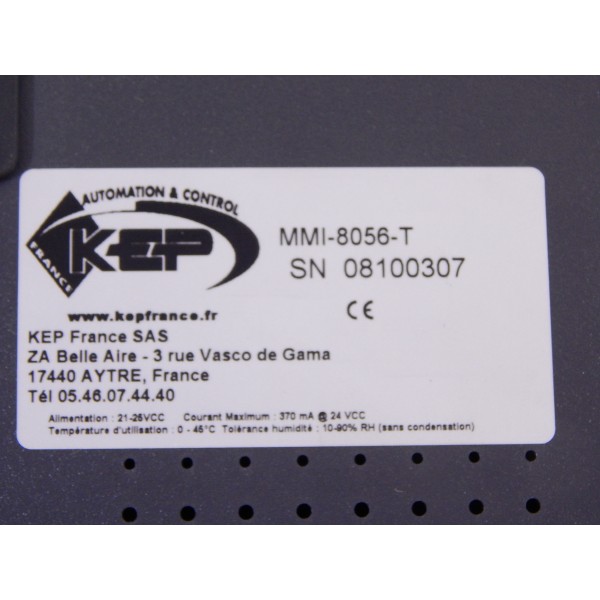 AUTOMATION & CONTROL
KEP
FRANCE
www.kepfrance.fr
MMI-8056-T
SN 08100307
CE
KEP France SAS
ZA Belle Aire - 3 rue Vasco de Gama
17440 AYTRE, France
Tél 05.46.07.44.40
Alimentation : 21-25VCC Courant Maximum : 370 mA @ 24 VCC
Température d'utilisation : 0 - 45°C Tolérance humidité : 10-90% RH (sans condensation)